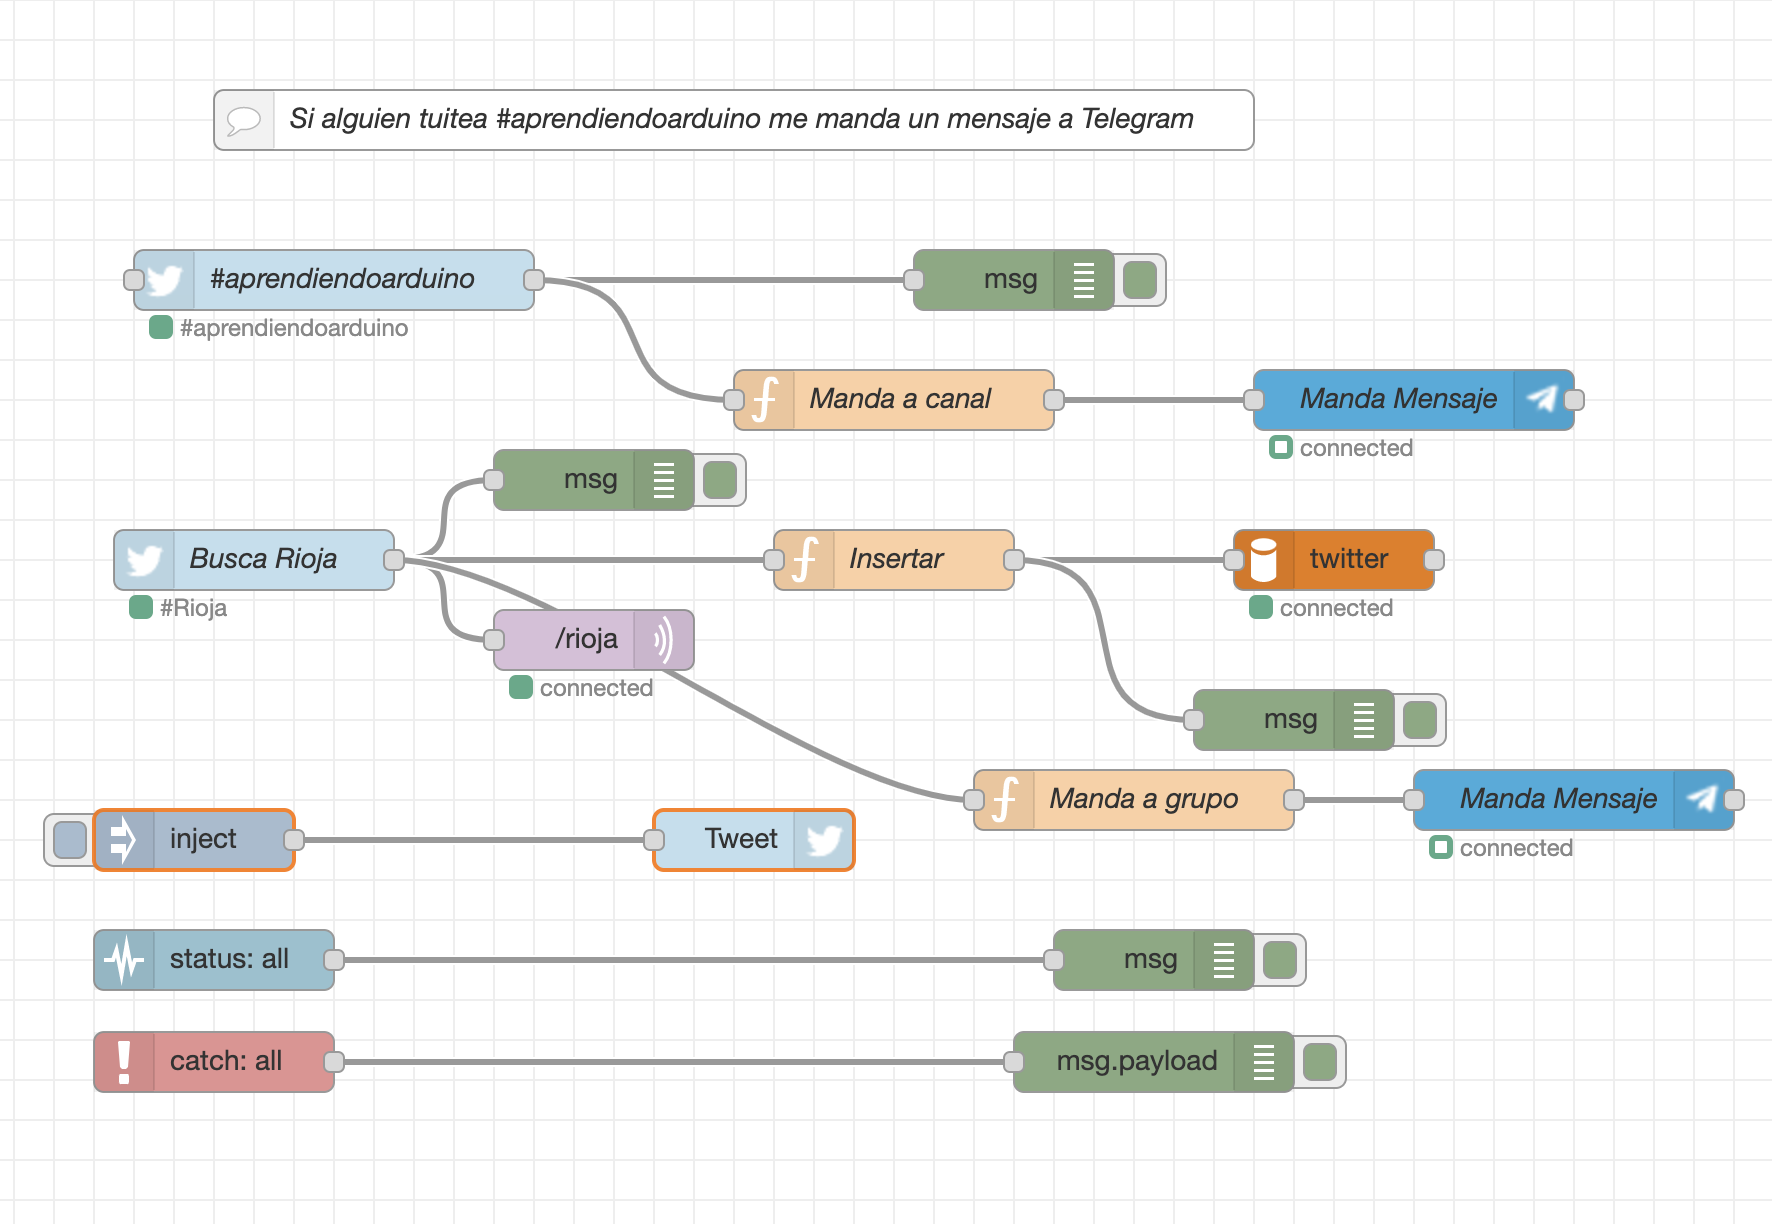 Si alguien tuitea #aprendiendoarduino me manda un mensaje a Telegram
#aprendiendoarduino
msg
#aprendiendoarduino
Manda a canal
Manda Mensaje
connected
msg
Busca Rioja
Insertar
twitter
#Rioja
connected
/rioja
connected
msg
Manda a grupo
Manda Mensaje
connected
inject
Tweet
status: all
msg
catch: all
msg.payload